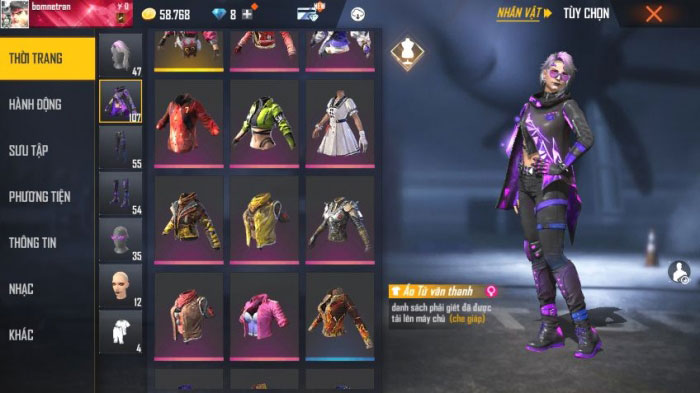 bomnetran
58.768
8
NHÂN VẬT
TÙY CHỌN
THỜI TRANG
HÀNH ĐỘNG
SƯU TẬP
PHƯƠNG TIỆN
THÔNG TIN
NHẠC
KHÁC
47
107
55
54
35
12
4
Áo Tử vân thanh
danh sách phải giết đã được
tải lên máy chủ (che giáp)